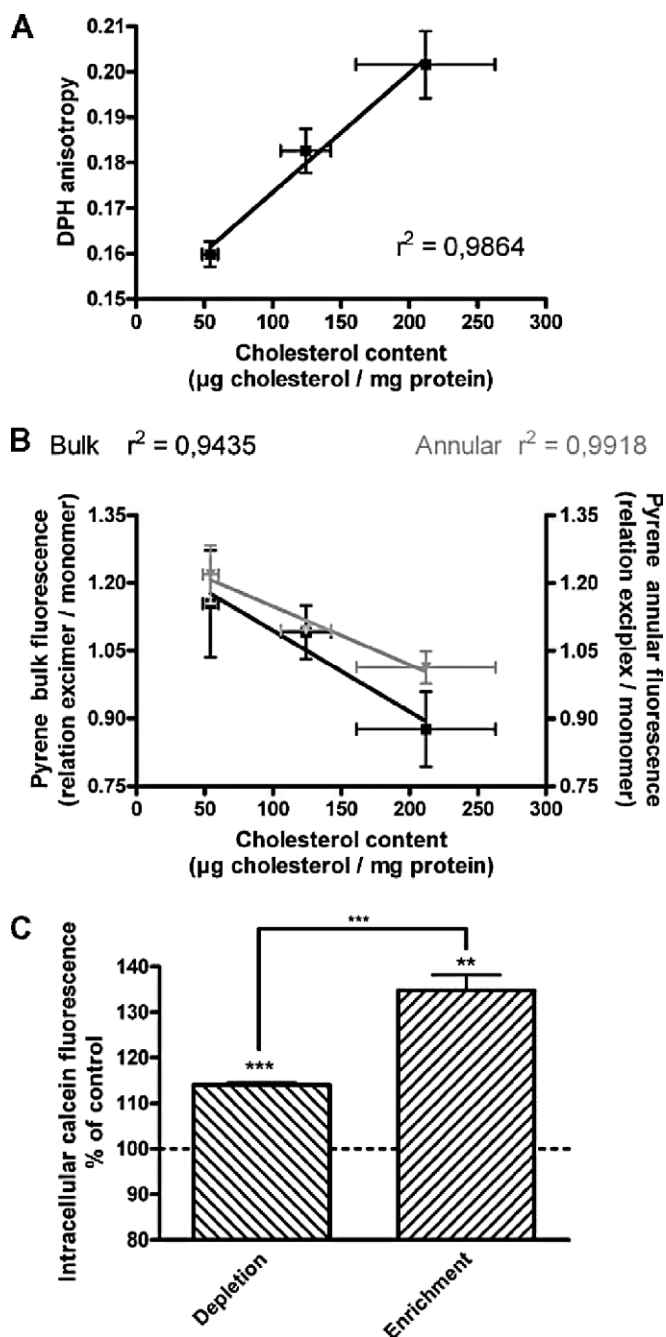 A
DPH anisotropy
0.21
0.20
0.19
0.18
0.17
0.16
0.15
r² = 0,9864
0 50 100 150 200 250 300
Cholesterol content
(µg cholesterol / mg protein)
B Bulk r² = 0,9435 Annular r² = 0,9918
Pyrene bulk fluorescence
(relation excimer / monomer)
1.35
1.20
1.05
0.90
0.75
1.35
1.20
1.05
0.90
0.75
Pyrene annular fluorescence
(relation exciplex / monomer)
0 50 100 150 200 250 300
Cholesterol content
(µg cholesterol / mg protein)
C
Intracellular calcein fluorescence
% of control
140
130
120
110
100
90
80
***
**
***
Depletion
Enrichment